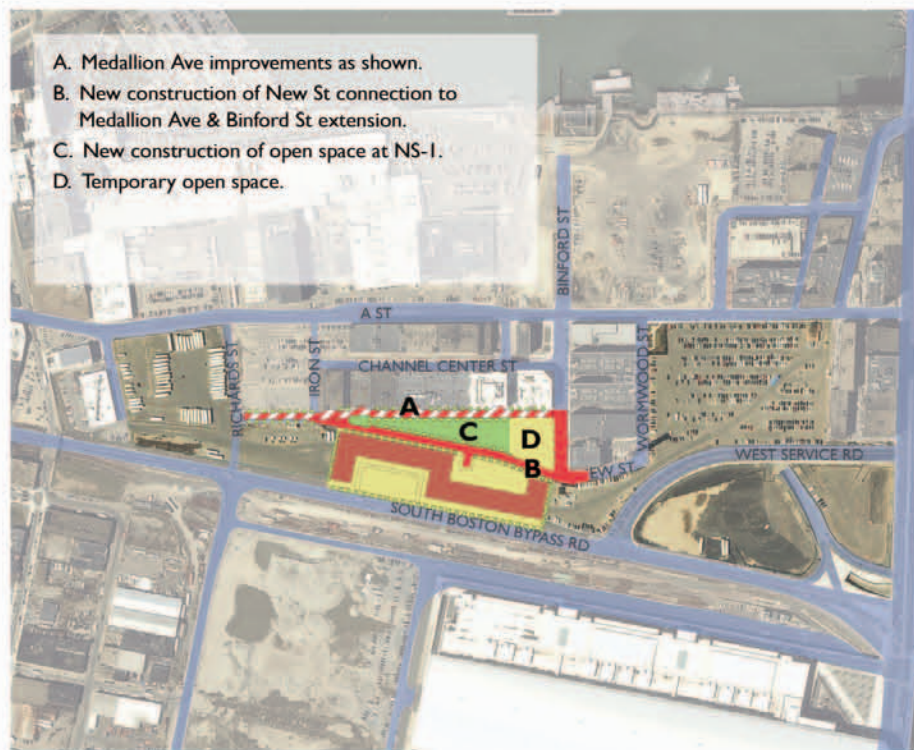 A. Medallion Ave improvements as shown.
B. New construction of New St connection to
Medallion Ave & Binford St extension.
C. New construction of open space at NS-1.
D. Temporary open space.
BINFORD ST
A ST
RICHARDS ST
IRON ST
CHANNEL CENTER ST
WORMWOOD ST
A
C
D
B
EW ST
WEST SERVICE RD
SOUTH BOSTON BYPASS RD